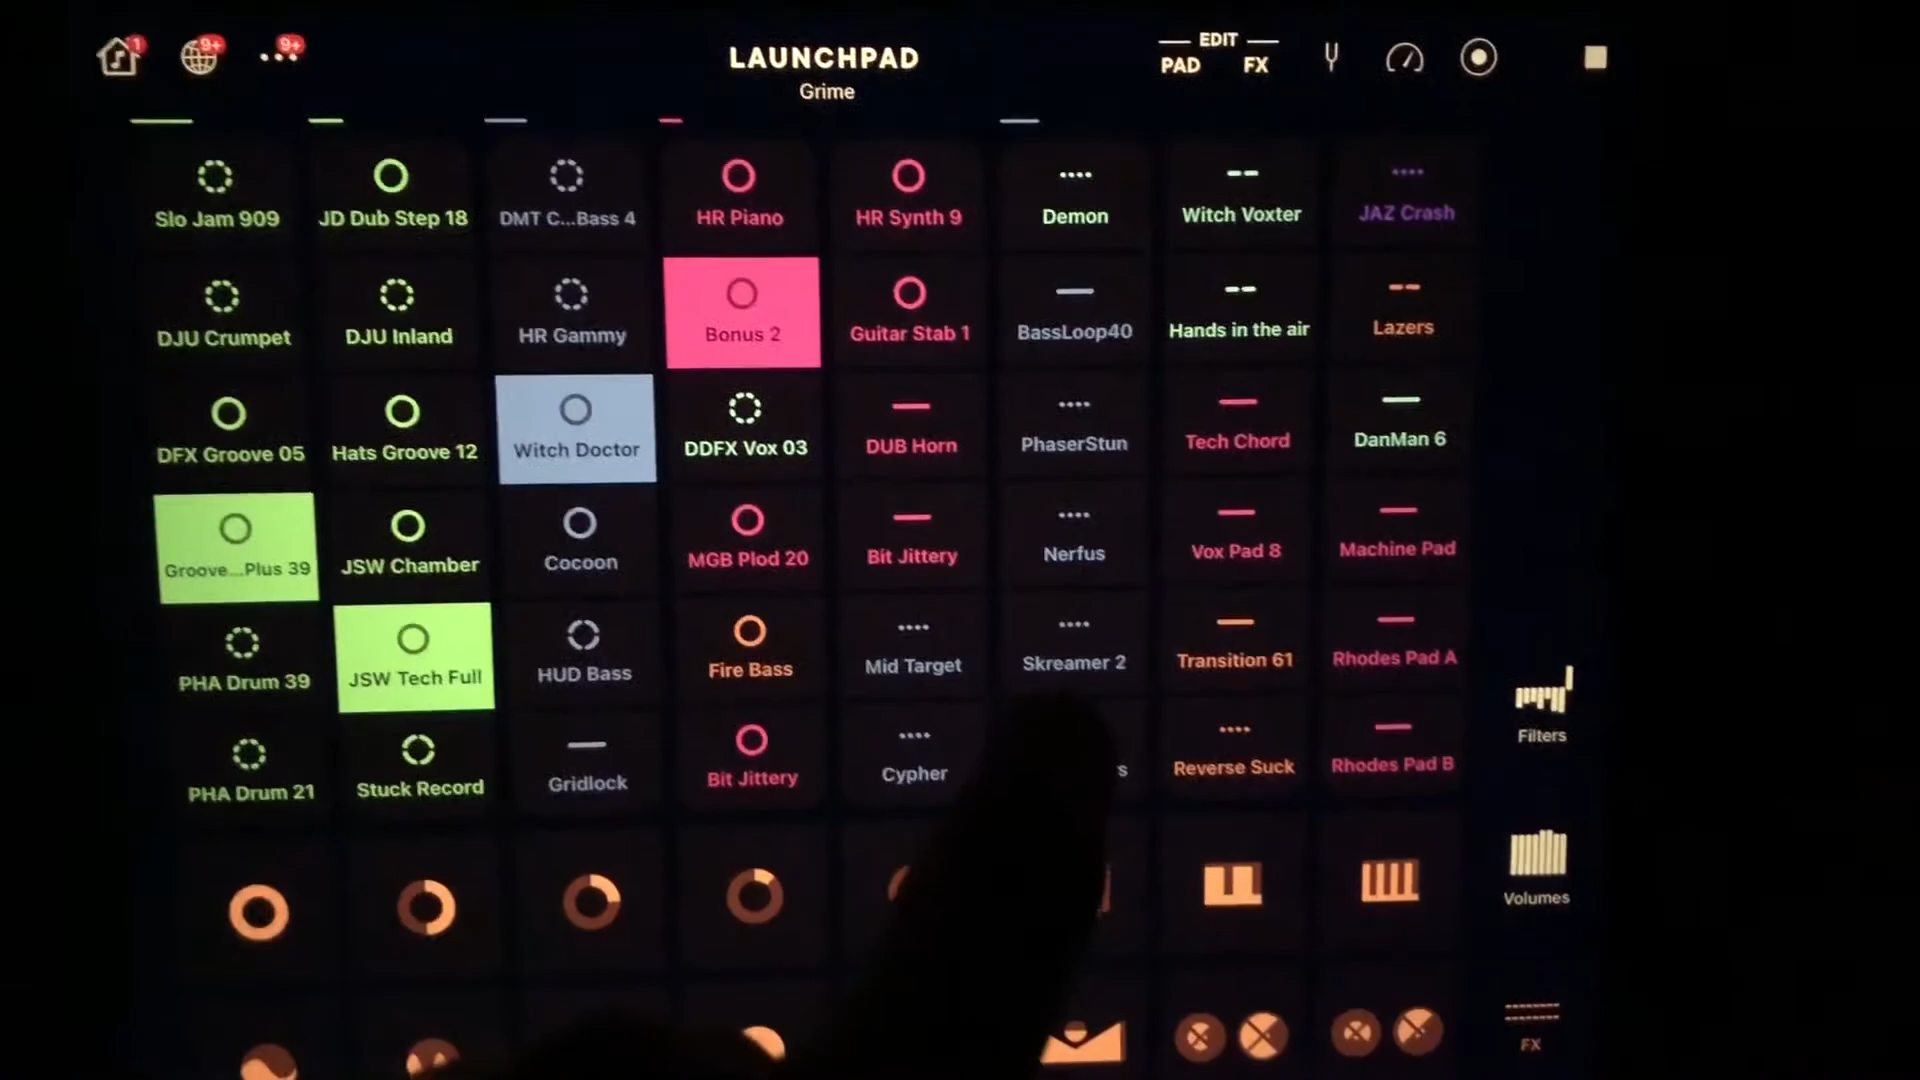 1
9+
9+
LAUNCHPAD
Grime
EDIT
PAD FX
Slo Jam 909
JD Dub Step 18
DMT C...Bass 4
HR Piano
HR Synth 9
Demon
Witch Voxter
JAZ Crash
DJU Crumpet
DJU Inland
HR Gammy
Bonus 2
Guitar Stab 1
BassLoop40
Hands in the air
Lazers
DFX Groove 05
Hats Groove 12
Witch Doctor
DDFX Vox 03
DUB Horn
PhaserStun
Tech Chord
DanMan 6
Groove...Plus 39
JSW Chamber
Cocoon
MGB Plod 20
Bit Jittery
Nerfus
Vox Pad 8
Machine Pad
PHA Drum 39
JSW Tech Full
HUD Bass
Fire Bass
Mid Target
Skreamer 2
Transition 61
Rhodes Pad A
PHA Drum 21
Stuck Record
Gridlock
Bit Jittery
Cypher
Reverse Suck
Rhodes Pad B
Filters
Volumes
FX